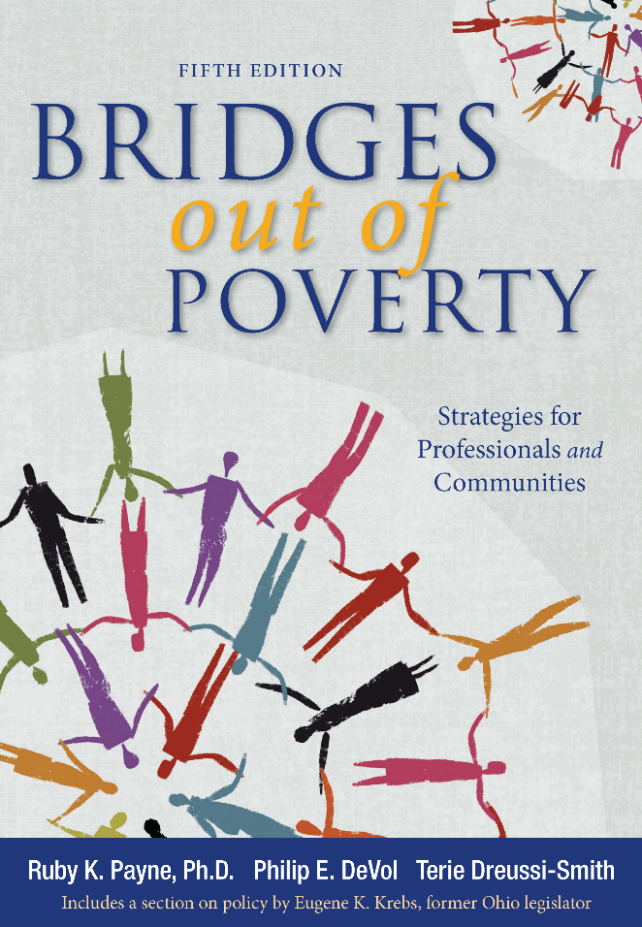 FIFTH EDITION
BRIDGES
out of
POVERTY
Strategies for
Professionals and
Communities
Ruby K. Payne, Ph.D. Philip E. DeVol Terie Dreussi-Smith
Includes a section on policy by Eugene K. Krebs, former Ohio legislator